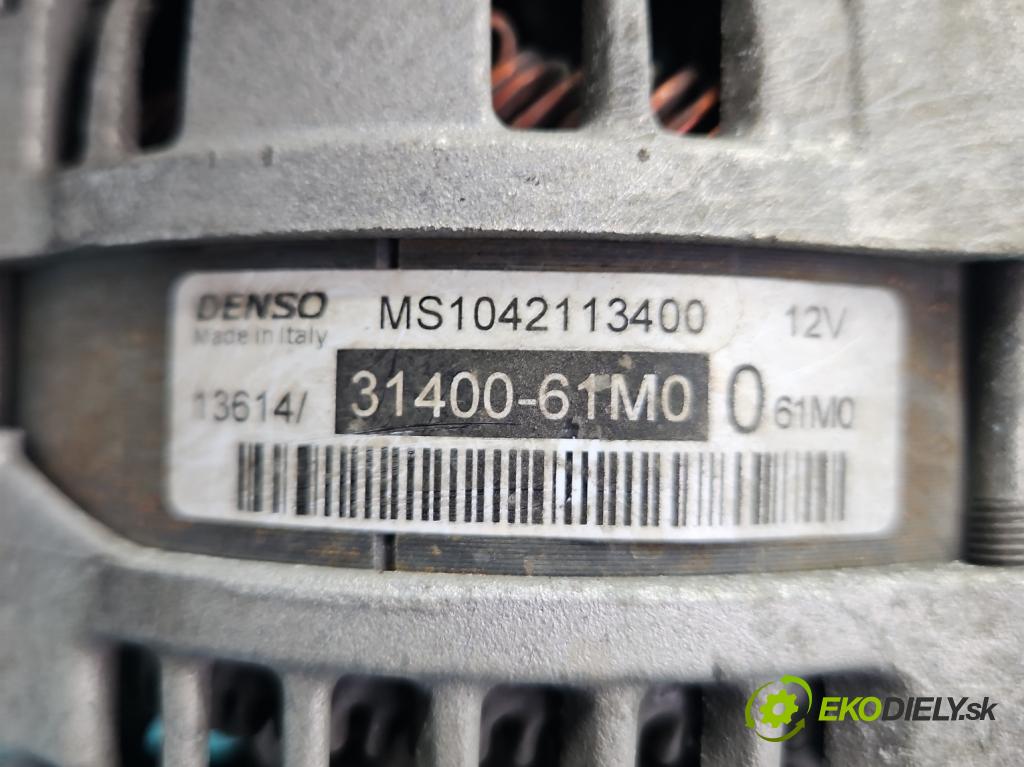 DENSO MS1042113400 12V
Made in Italy
13614/ 31400-61M0 0 61M0
EKODIELY.sk